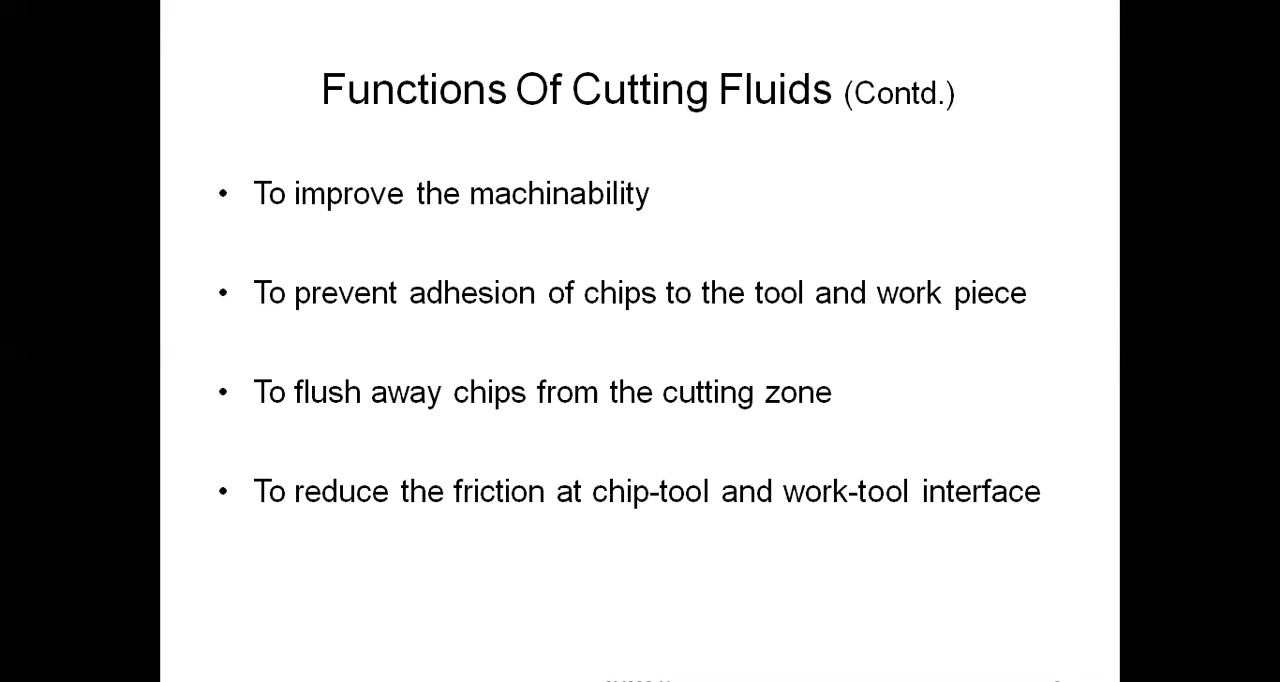 Functions Of Cutting Fluids (Contd.)
• To improve the machinability
• To prevent adhesion of chips to the tool and work piece
• To flush away chips from the cutting zone
• To reduce the friction at chip-tool and work-tool interface